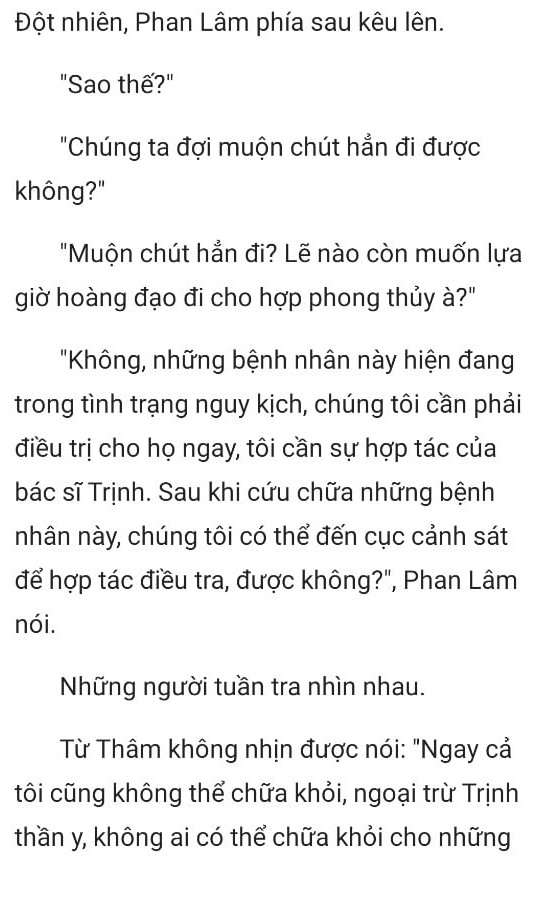 Đột nhiên, Phan Lâm phía sau kêu lên.
"Sao thế?"
"Chúng ta đợi muộn chút hẳn đi được
không?"
"Muộn chút hẳn đi? Lẽ nào còn muốn lựa
giờ hoàng đạo đi cho hợp phong thủy à?"
"Không, những bệnh nhân này hiện đang
trong tình trạng nguy kịch, chúng tôi cần phải
điều trị cho họ ngay, tôi cần sự hợp tác của
bác sĩ Trịnh. Sau khi cứu chữa những bệnh
nhân này, chúng tôi có thể đến cục cảnh sát
để hợp tác điều tra, được không?", Phan Lâm
nói.
Những người tuần tra nhìn nhau.
Từ Thâm không nhịn được nói: "Ngay cả
tôi cũng không thể chữa khỏi, ngoại trừ Trịnh
thần y, không ai có thể chữa khỏi cho những